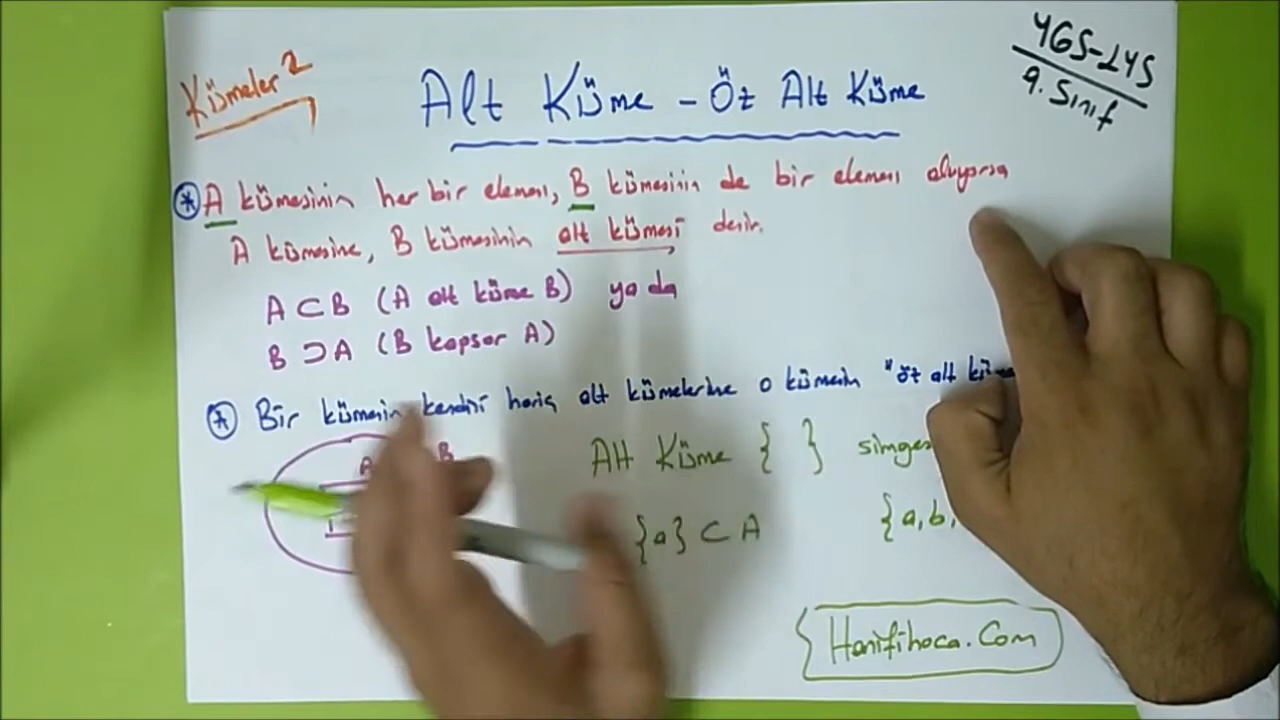 Kümeler 2
Alt Küme - Öz Alt Küme
YGS-LYS
9. Sınıf
* A kümesinin her bir elemanı, B kümesinin de bir elemanı oluyorsa
A kümesine, B kümesinin alt kümesi denir.
A ⊂ B (A alt küme B) ya da
B ⊃ A (B kapsar A)
* Bir kümenin kendisi hariç alt kümelerine o kümenin "öz alt
A B
Alt Küme { }
{a} ⊂ A {a, b,
Hanifihoca.Com